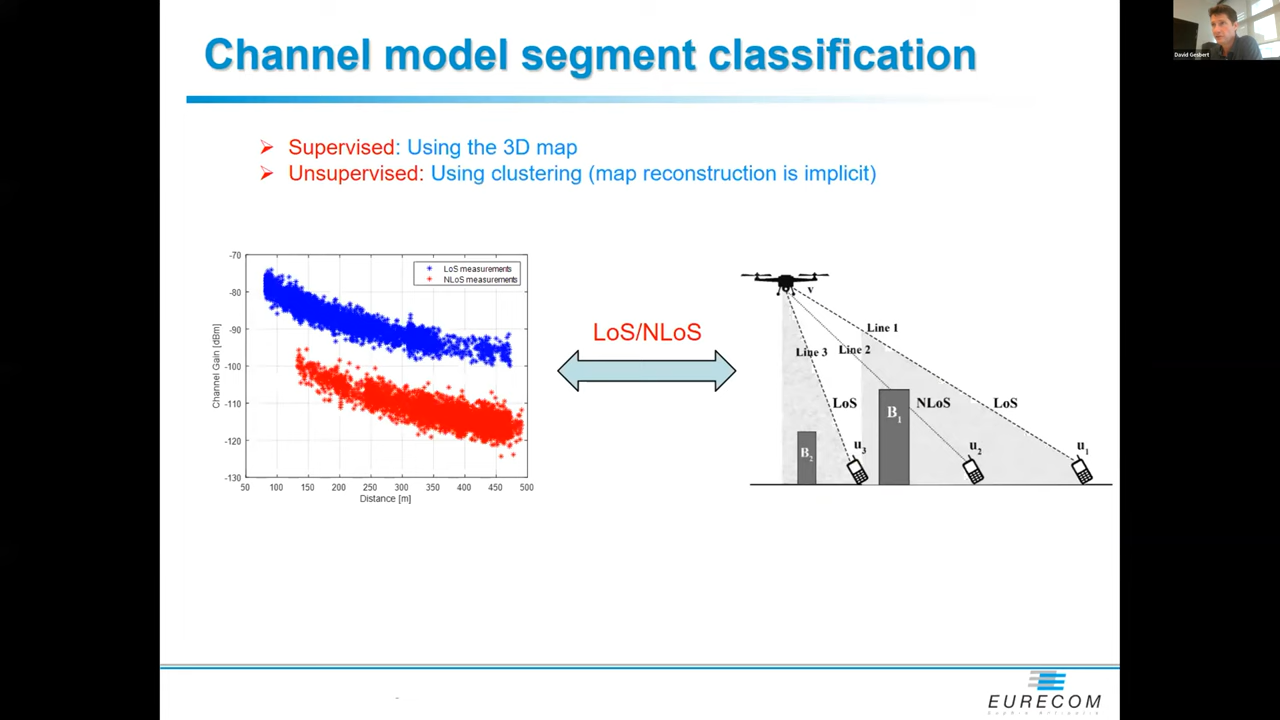 Channel model segment classification
David Gesbert
➢ Supervised: Using the 3D map
➢ Unsupervised: Using clustering (map reconstruction is implicit)
-70
-80
-90
-100
-110
-120
-130
Channel Gain [dBm]
LoS measurements
NLoS measurements
50 100 150 200 250 300 350 400 450 500
Distance [m]
LoS/NLoS
v
Line 1
Line 2
Line 3
LoS
NLoS
LoS
B1
B2
u3
u2
u1
EURECOM